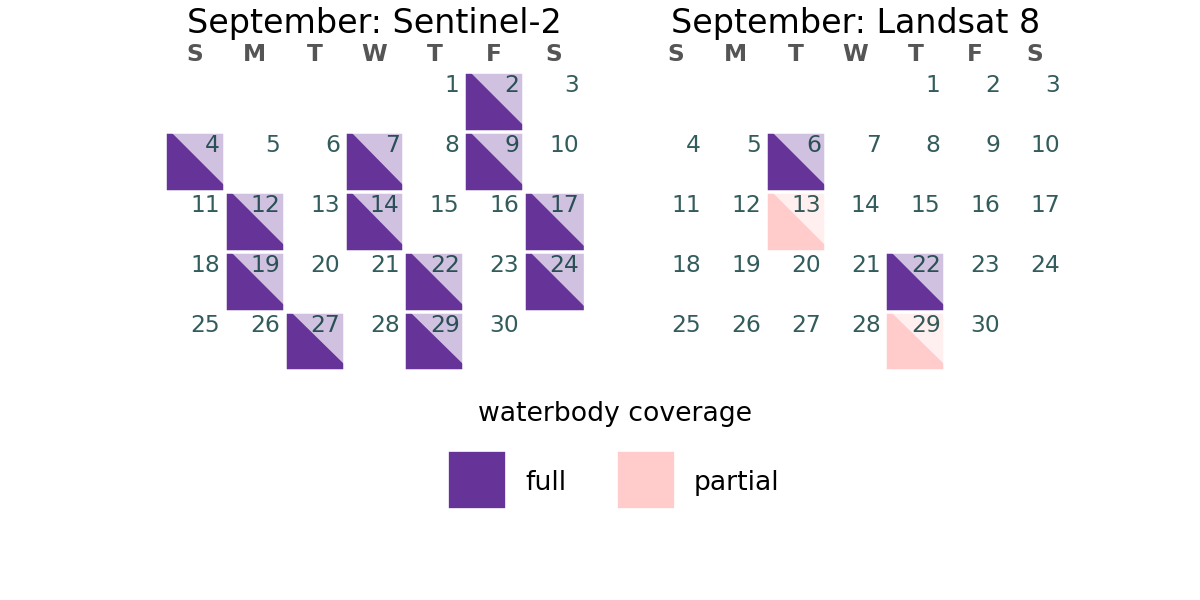 September: Sentinel-2
S M T W T F S
1 2 3
4 5 6 7 8 9 10
11 12 13 14 15 16 17
18 19 20 21 22 23 24
25 26 27 28 29 30
September: Landsat 8
S M T W T F S
1 2 3
4 5 6 7 8 9 10
11 12 13 14 15 16 17
18 19 20 21 22 23 24
25 26 27 28 29 30
waterbody coverage
full partial